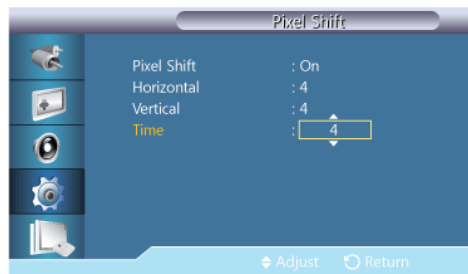 Pixel Shift
Pixel Shift : On
Horizontal : 4
Vertical : 4
Time : 4
Adjust Return